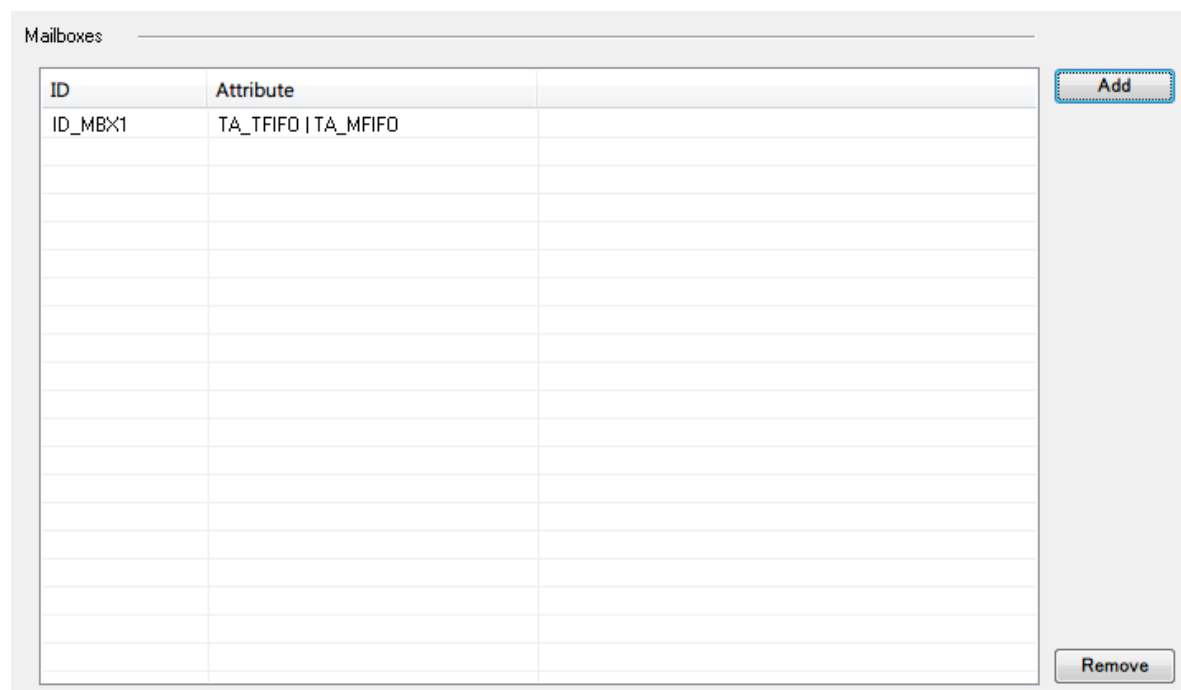 Mailboxes
ID Attribute
Add
ID_MBX1 TA_TFIFO | TA_MFIFO
Remove